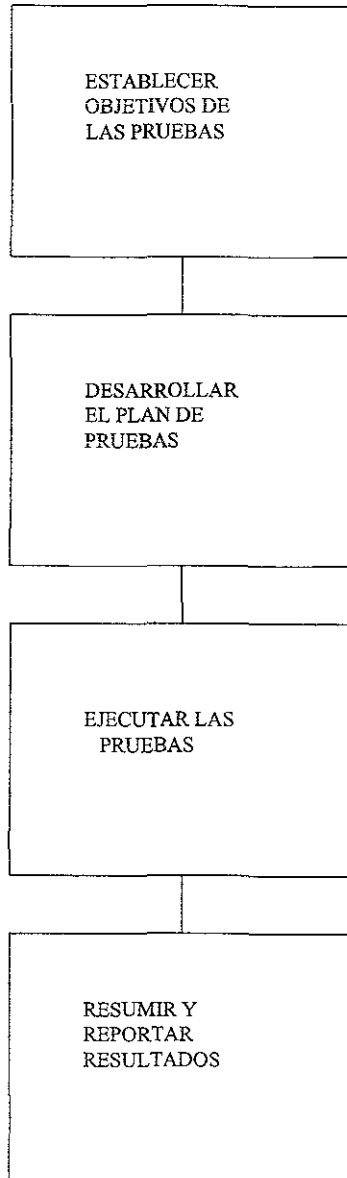 ESTABLECER
OBJETIVOS DE
LAS PRUEBAS
DESARROLLAR
EL PLAN DE
PRUEBAS
EJECUTAR LAS
PRUEBAS
RESUMIR Y
REPORTAR
RESULTADOS